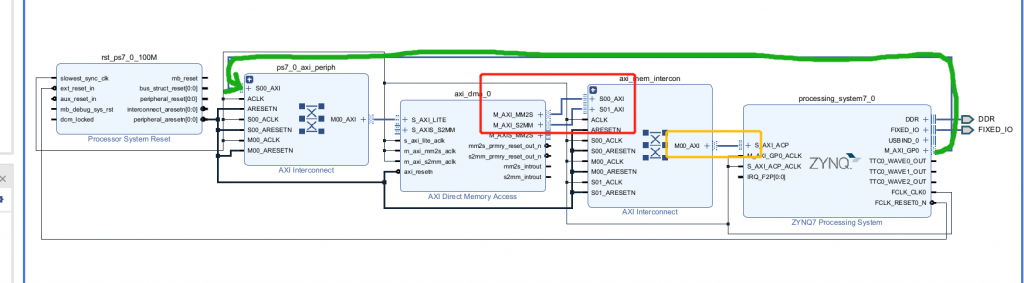 rst_ps7_0_100M
slowest_sync_clk
ext_reset_in
aux_reset_in
mb_debug_sys_rst
dcm_locked
mb_reset
bus_struct_reset[0:0]
peripheral_reset[0:0]
interconnect_aresetn[0:0]
peripheral_aresetn[0:0]
Processor System Reset
ps7_0_axi_periph
S00_AXI
ACLK
ARESETN
S00_ACLK
S00_ARESETN
M00_ACLK
M00_ARESETN
M00_AXI
AXI Interconnect
axi_dma_0
S_AXI_LITE
S_AXIS_S2MM
s_axi_lite_aclk
m_axi_mm2s_aclk
m_axi_s2mm_aclk
axi_resetn
M_AXI_MM2S
M_AXI_S2MM
M_AXIS_MM2S
mm2s_prmry_reset_out_n
s2mm_prmry_reset_out_n
mm2s_introut
s2mm_introut
AXI Direct Memory Access
axi_mem_intercon
S00_AXI
S01_AXI
ACLK
ARESETN
S00_ACLK
S00_ARESETN
M00_ACLK
M00_ARESETN
S01_ACLK
S01_ARESETN
M00_AXI
AXI Interconnect
processing_system7_0
S_AXI_ACP
M_AXI_GP0_ACLK
S_AXI_ACP_ACLK
IRQ_F2P[0:0]
ZYNQ
DDR
FIXED_IO
USBIND_0
M_AXI_GP0
TTC0_WAVE0_OUT
TTC0_WAVE1_OUT
TTC0_WAVE2_OUT
FCLK_CLK0
FCLK_RESET0_N
ZYNQ7 Processing System
DDR
FIXED_IO